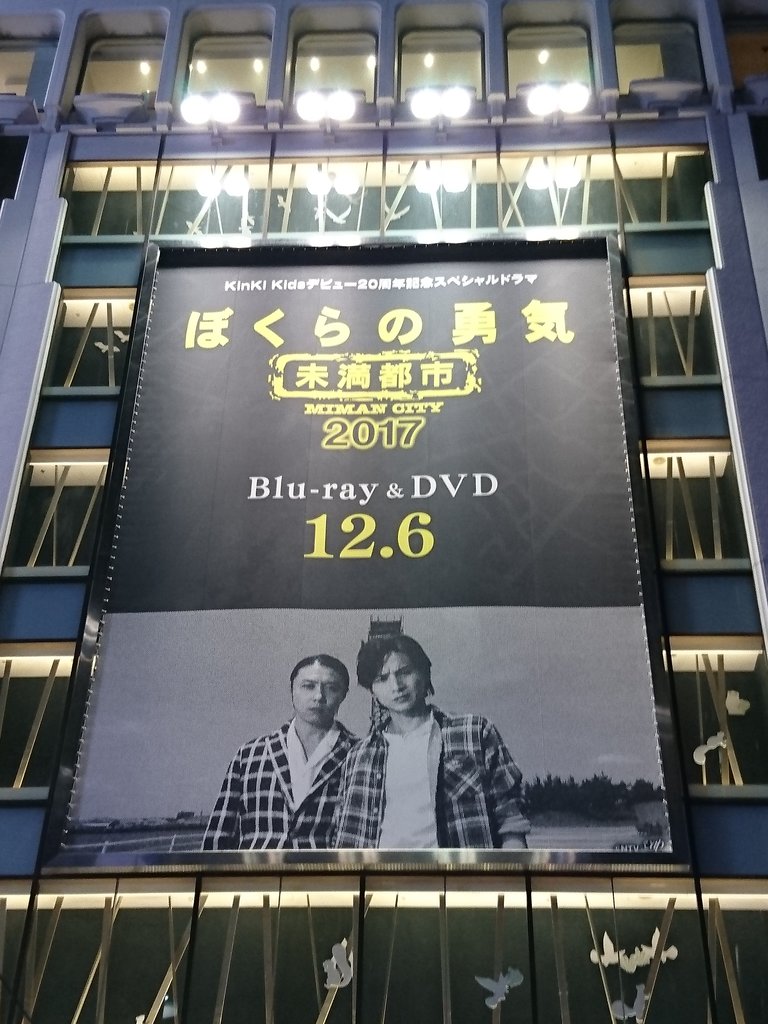 KinKi Kidsデビュー20周年記念スペシャルドラマ
ぼくらの勇気
未満都市
MIMAN CITY
2017
Blu-ray & DVD
12.6